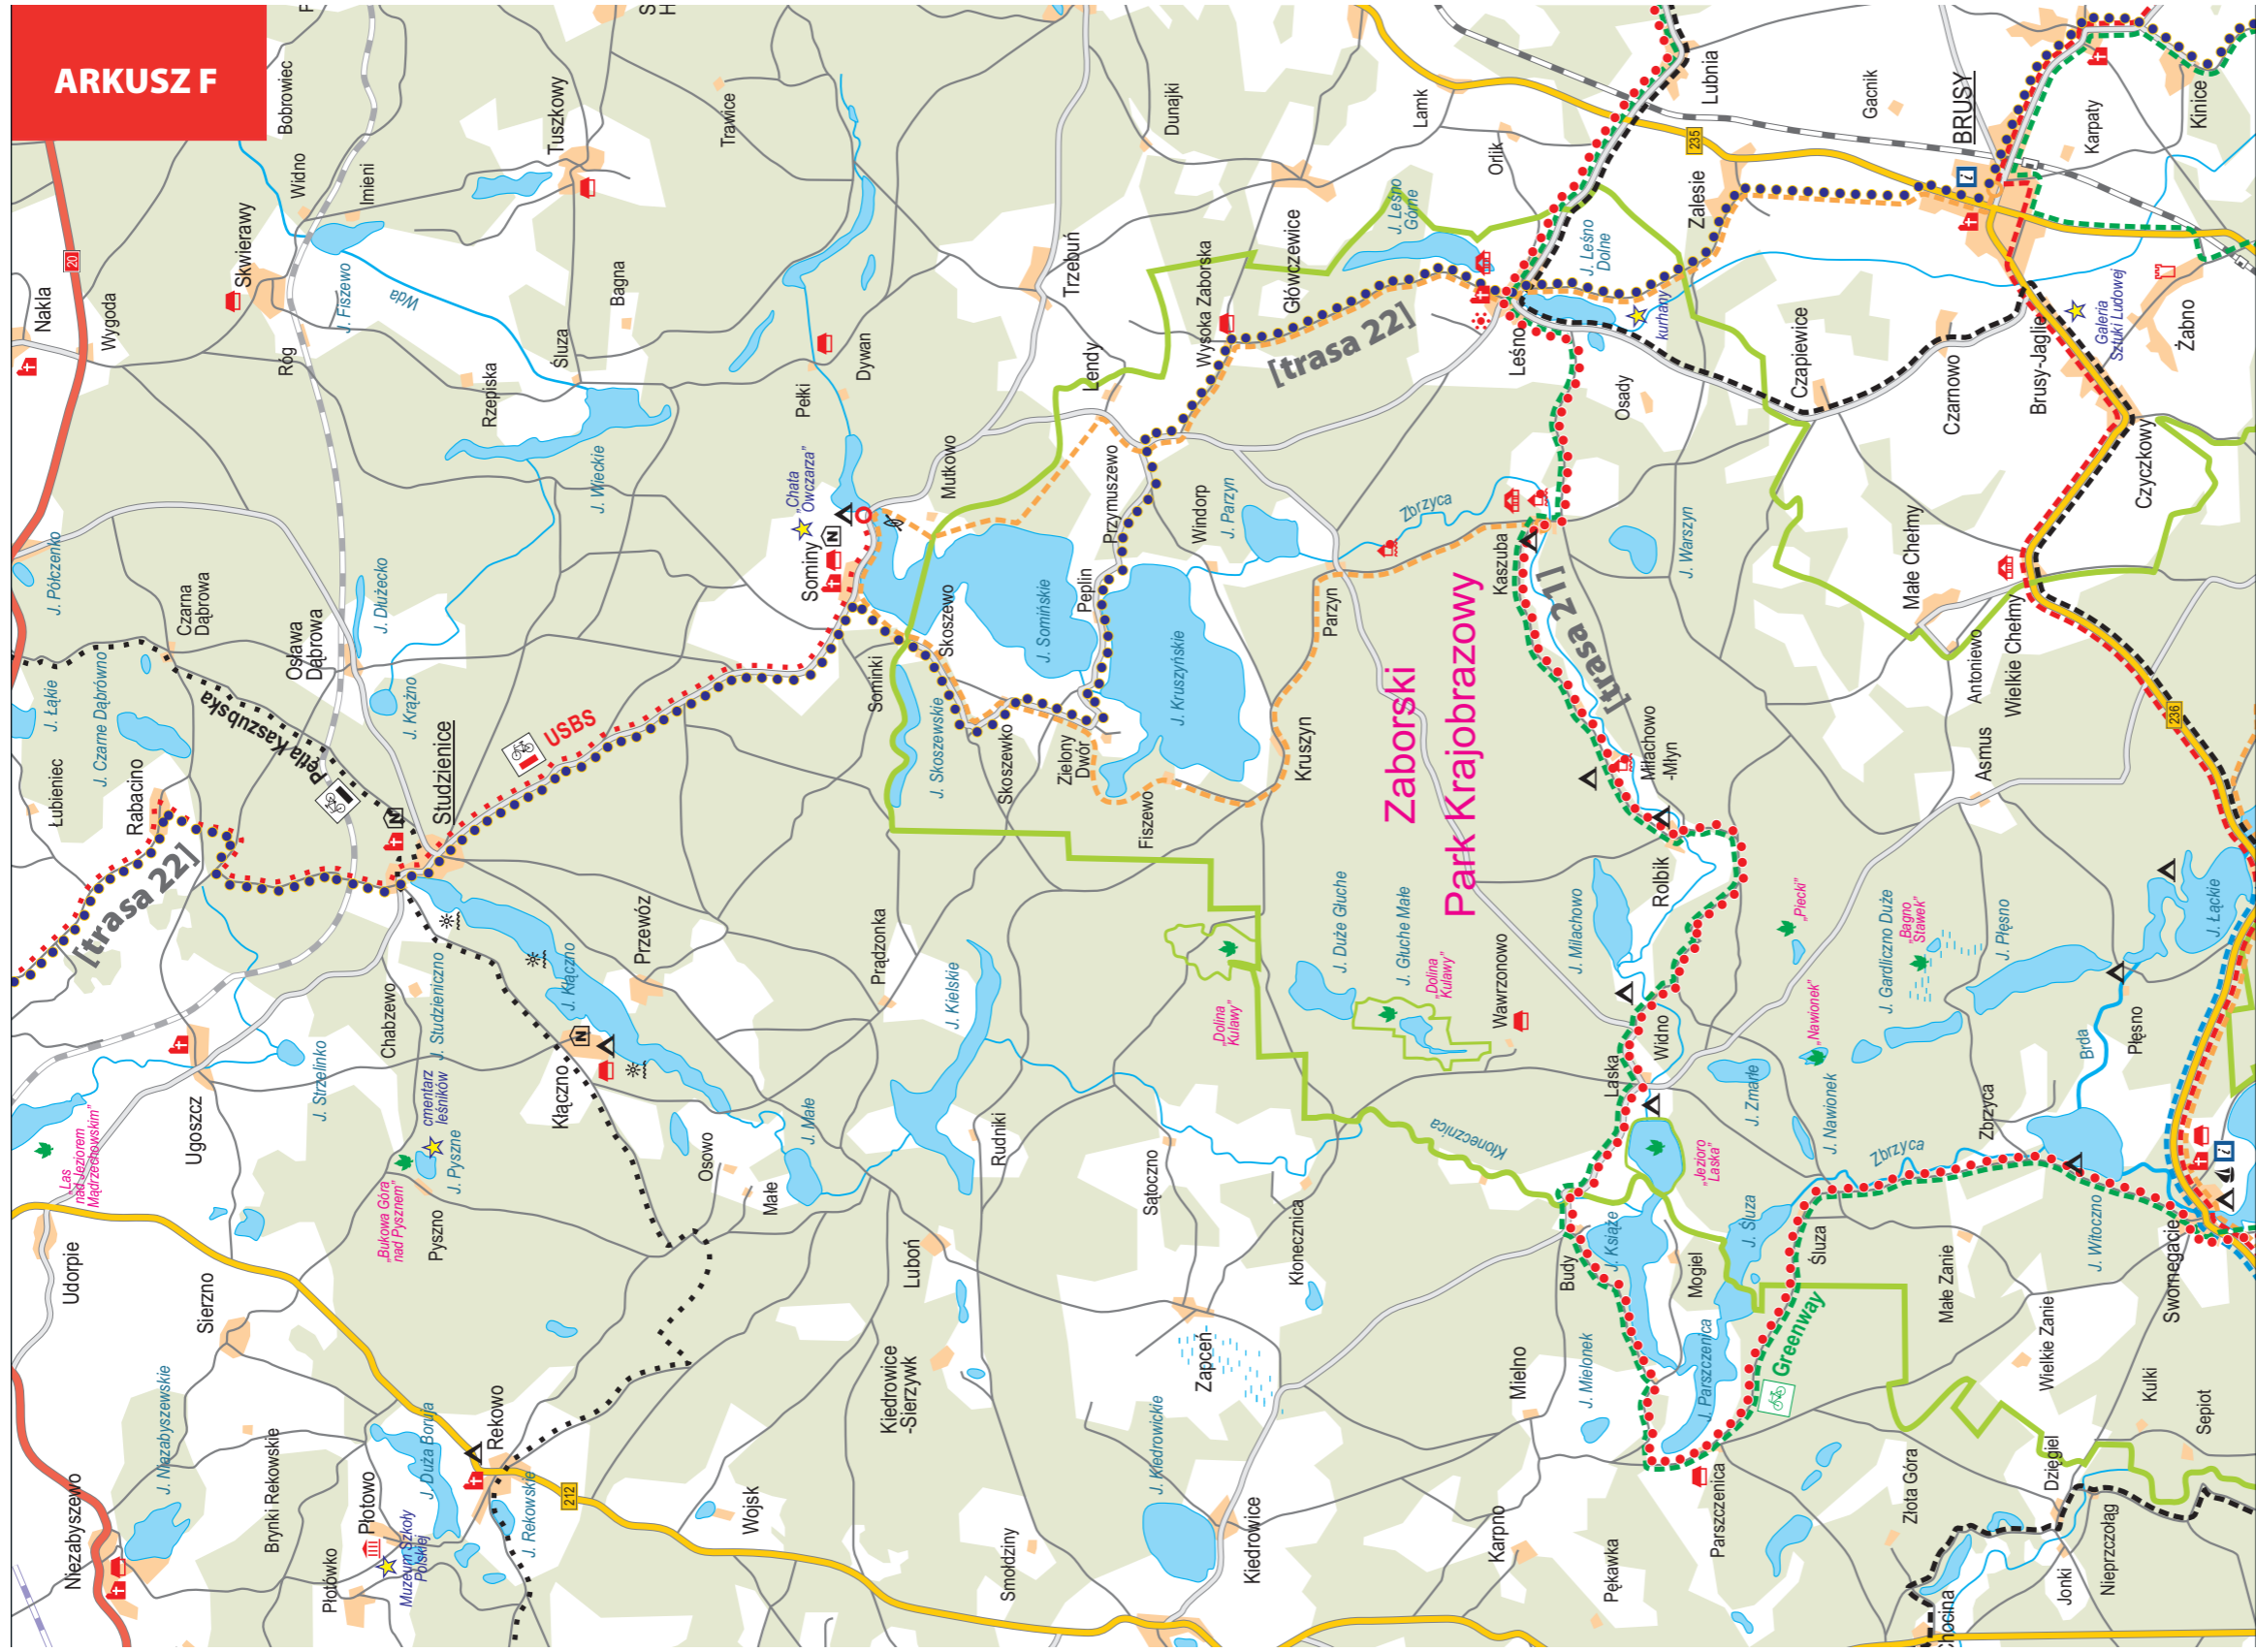 ARKUSZ F
Bobrowiec
Widno
Imieni
Skwierawy
Nakla
20
Wygoda
Róg
J. Fiszewo
Wda
Tuszkowy
Bagna
Śluza
Rzepiska
J. Wieckie
Trawice
Dywan
Pełki
„Chata
Owczarza”
Mutkowo
Sominy
Trzebuń
Lendy
Dunajki
Wysoka Zaborska
Główczewice
[trasa 22]
J. Leśno
Górne
Lamk
Orlik
Lubnia
235
Gacnik
BRUSY
Karpaty
Kinice
Zalesie
J. Leśno
Dolne
kurhany
Leśno
Osady
Czapiewice
Czarnowo
Brusy-Jaglie
Galeria
Sztuki Ludowej
Żabno
Czyczkowy
J. Półczenko
Czarna
Dąbrowa
Osława
Dąbrowa
J. Dłużecko
J. Krążno
J. Łąkie
J. Czarne Dąbrówno
Łubieniec
Rabacino
Pętla Kaszubska
Studzienice
[trasa 22]
USBS
Sominki
Skoszewo
J. Skoszewskie
Skoszewko
J. Somińskie
Peplin
Przymuszewo
Windorp
J. Parzyn
Zielony
Dwór
J. Kruszyńskie
Fiszewo
Kruszyn
Parzyn
Zbrzyca
Kaszuba
J. Warszyn
[trasa 21]
Zaborski
Park Krajobrazowy
Małe Chełmy
Antoniewo
Wielkie Chełmy
Asmus
236
Milachowo
-Młyn
Rolbik
J. Milachowo
Przewóz
Prądzonka
J. Kłączno
Kłączno
J. Studzieniczno
Chabzewo
cmentarz
leśników
J. Pyszne
„Bukowa Góra
nad Pysznem”
Pyszno
J. Strzelinko
Ugoszcz
„Las
nad Jeziorem
Mądrzechowskim”
Udorpie
Sierzno
J. Kielskie
Rudniki
J. Małe
Małe
Osowo
Luboń
Sątoczno
Kłonecznica
„Dolina
Kulawy”
J. Duże Głuche
J. Głuche Małe
„Dolina
Kulawy”
Wawrzonowo
Kłonecznica
Laska
Widno
„Piecki”
„Nawionek”
J. Gardliczno Duże
„Bagno
Stawek”
J. Płęsno
J. Łąckie
Płęsno
Brda
J. Zmarłe
J. Nawionek
Zbrzyca
Zbrzyca
„Jezioro
Laska”
J. Śluza
Śluza
J. Witoczno
Swornegacie
Budy
J. Książe
Mogiel
Małe Zanie
Wielkie Zanie
J. Parszczenica
Greenway
J. Mielonek
Mielno
Parszczenica
Kulki
Sepiot
Dzięgiel
Złota Góra
Nieprzcłoąg
Jonki
Chocina
Pękawka
Karpno
Kiedrowice
J. Kiedrowickie
Zapceń
Kiedrowice
-Sierzywk
Smołdziny
Wojsk
212
J. Rekowskie
Rekowo
J. Duża Boruja
Płotowo
Muzeum Szkoły
Polskiej
Płotówko
Brynki Rekowskie
J. Niezabyszewskie
Niezabyszewo